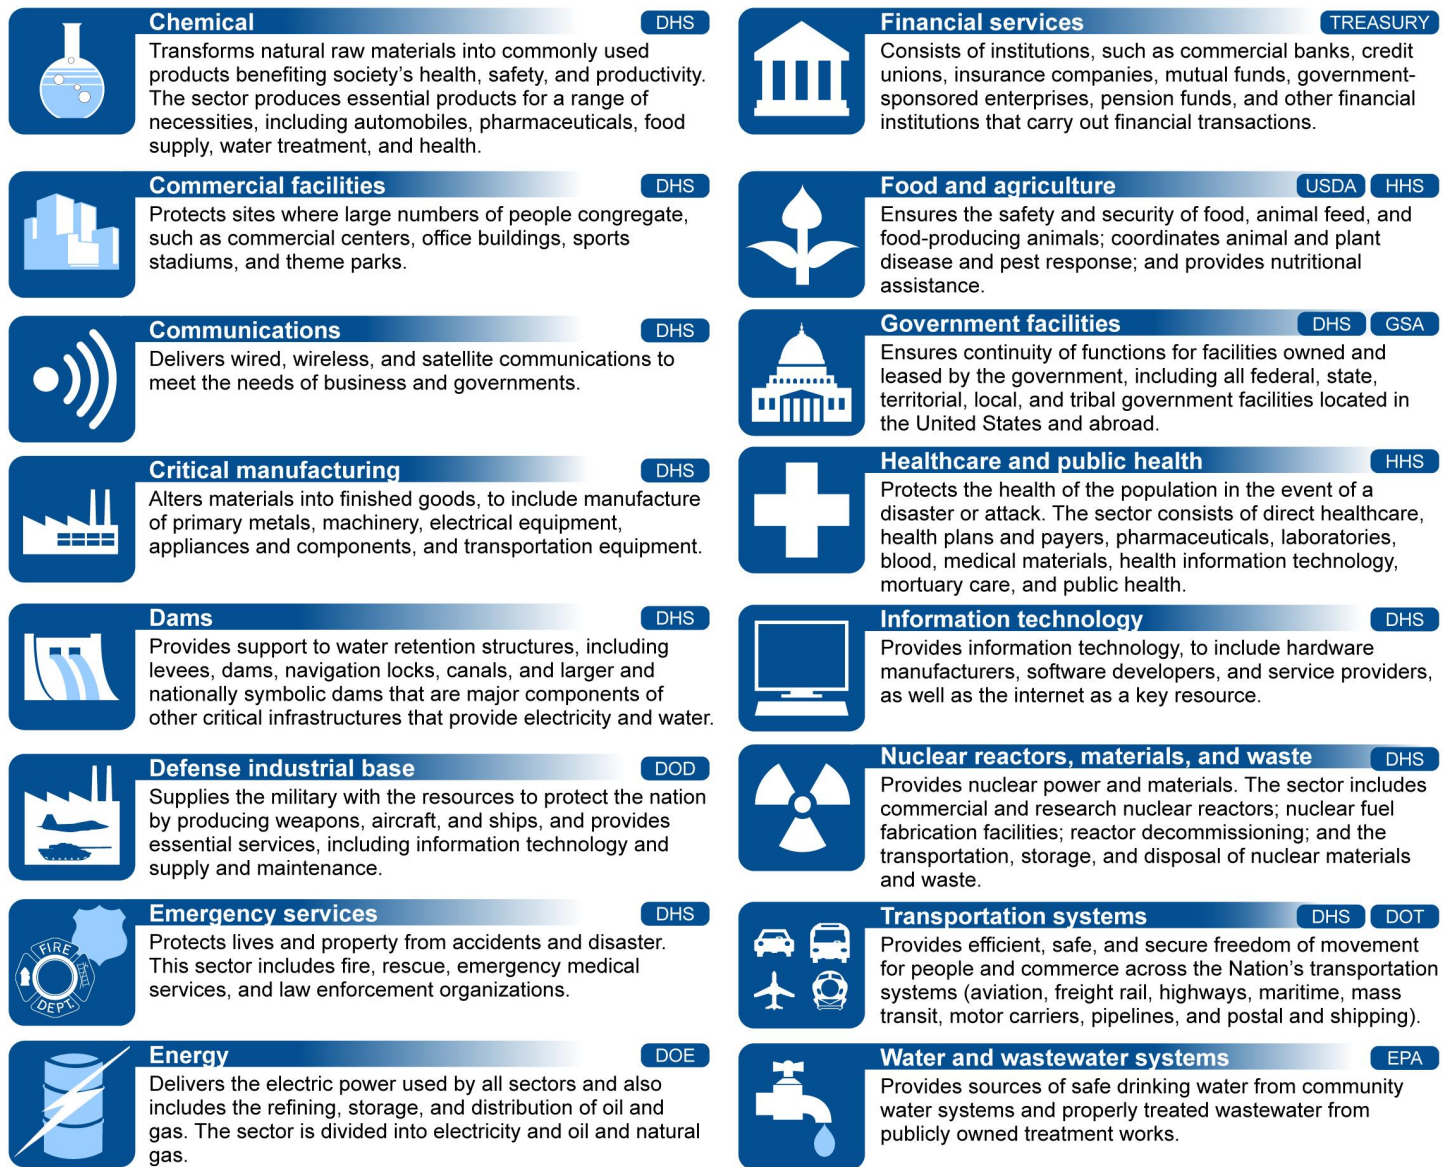 Chemical DHS
Transforms natural raw materials into commonly used
products benefiting society’s health, safety, and productivity.
The sector produces essential products for a range of
necessities, including automobiles, pharmaceuticals, food
supply, water treatment, and health.
Commercial facilities DHS
Protects sites where large numbers of people congregate,
such as commercial centers, office buildings, sports
stadiums, and theme parks.
Communications DHS
Delivers wired, wireless, and satellite communications to
meet the needs of business and governments.
Critical manufacturing DHS
Alters materials into finished goods, to include manufacture
of primary metals, machinery, electrical equipment,
appliances and components, and transportation equipment.
Dams DHS
Provides support to water retention structures, including
levees, dams, navigation locks, canals, and larger and
nationally symbolic dams that are major components of
other critical infrastructures that provide electricity and water.
Defense industrial base DOD
Supplies the military with the resources to protect the nation
by producing weapons, aircraft, and ships, and provides
essential services, including information technology and
supply and maintenance.
FIRE
DEPT.
Emergency services DHS
Protects lives and property from accidents and disaster.
This sector includes fire, rescue, emergency medical
services, and law enforcement organizations.
Energy DOE
Delivers the electric power used by all sectors and also
includes the refining, storage, and distribution of oil and
gas. The sector is divided into electricity and oil and natural
gas.
Financial services TREASURY
Consists of institutions, such as commercial banks, credit
unions, insurance companies, mutual funds, government-
sponsored enterprises, pension funds, and other financial
institutions that carry out financial transactions.
Food and agriculture USDA HHS
Ensures the safety and security of food, animal feed, and
food-producing animals; coordinates animal and plant
disease and pest response; and provides nutritional
assistance.
Government facilities DHS GSA
Ensures continuity of functions for facilities owned and
leased by the government, including all federal, state,
territorial, local, and tribal government facilities located in
the United States and abroad.
Healthcare and public health HHS
Protects the health of the population in the event of a
disaster or attack. The sector consists of direct healthcare,
health plans and payers, pharmaceuticals, laboratories,
blood, medical materials, health information technology,
mortuary care, and public health.
Information technology DHS
Provides information technology, to include hardware
manufacturers, software developers, and service providers,
as well as the internet as a key resource.
Nuclear reactors, materials, and waste DHS
Provides nuclear power and materials. The sector includes
commercial and research nuclear reactors; nuclear fuel
fabrication facilities; reactor decommissioning; and the
transportation, storage, and disposal of nuclear materials
and waste.
Transportation systems DHS DOT
Provides efficient, safe, and secure freedom of movement
for people and commerce across the Nation’s transportation
systems (aviation, freight rail, highways, maritime, mass
transit, motor carriers, pipelines, and postal and shipping).
Water and wastewater systems EPA
Provides sources of safe drinking water from community
water systems and properly treated wastewater from
publicly owned treatment works.